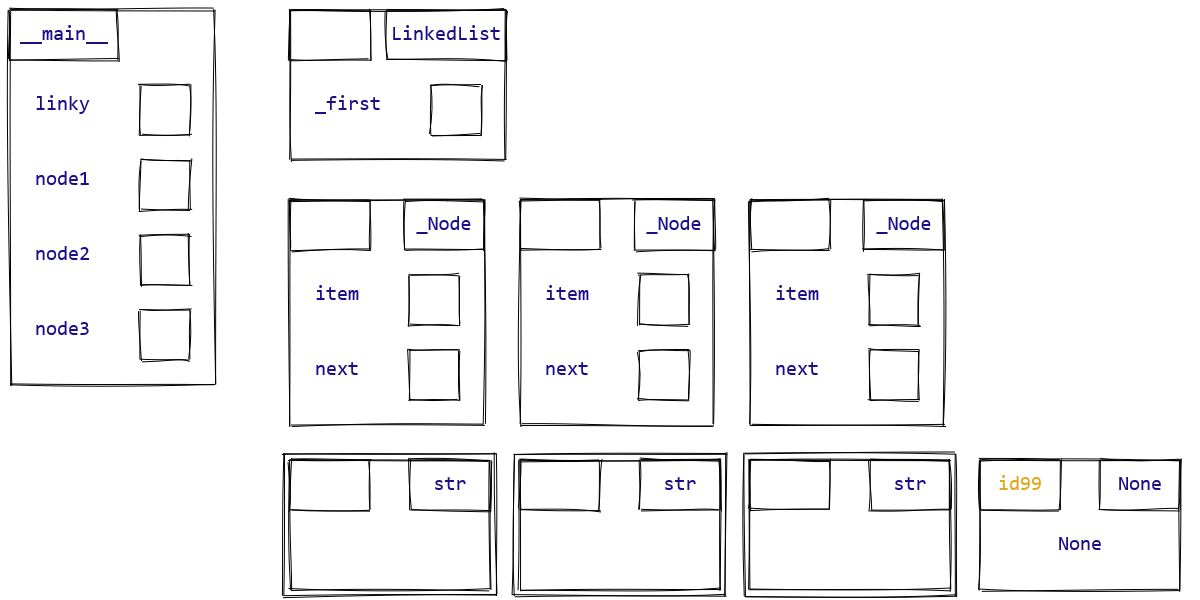 __main__
linky
node1
node2
node3
LinkedList
_first
_Node
item
next
_Node
item
next
_Node
item
next
str
str
str
id99
None
None